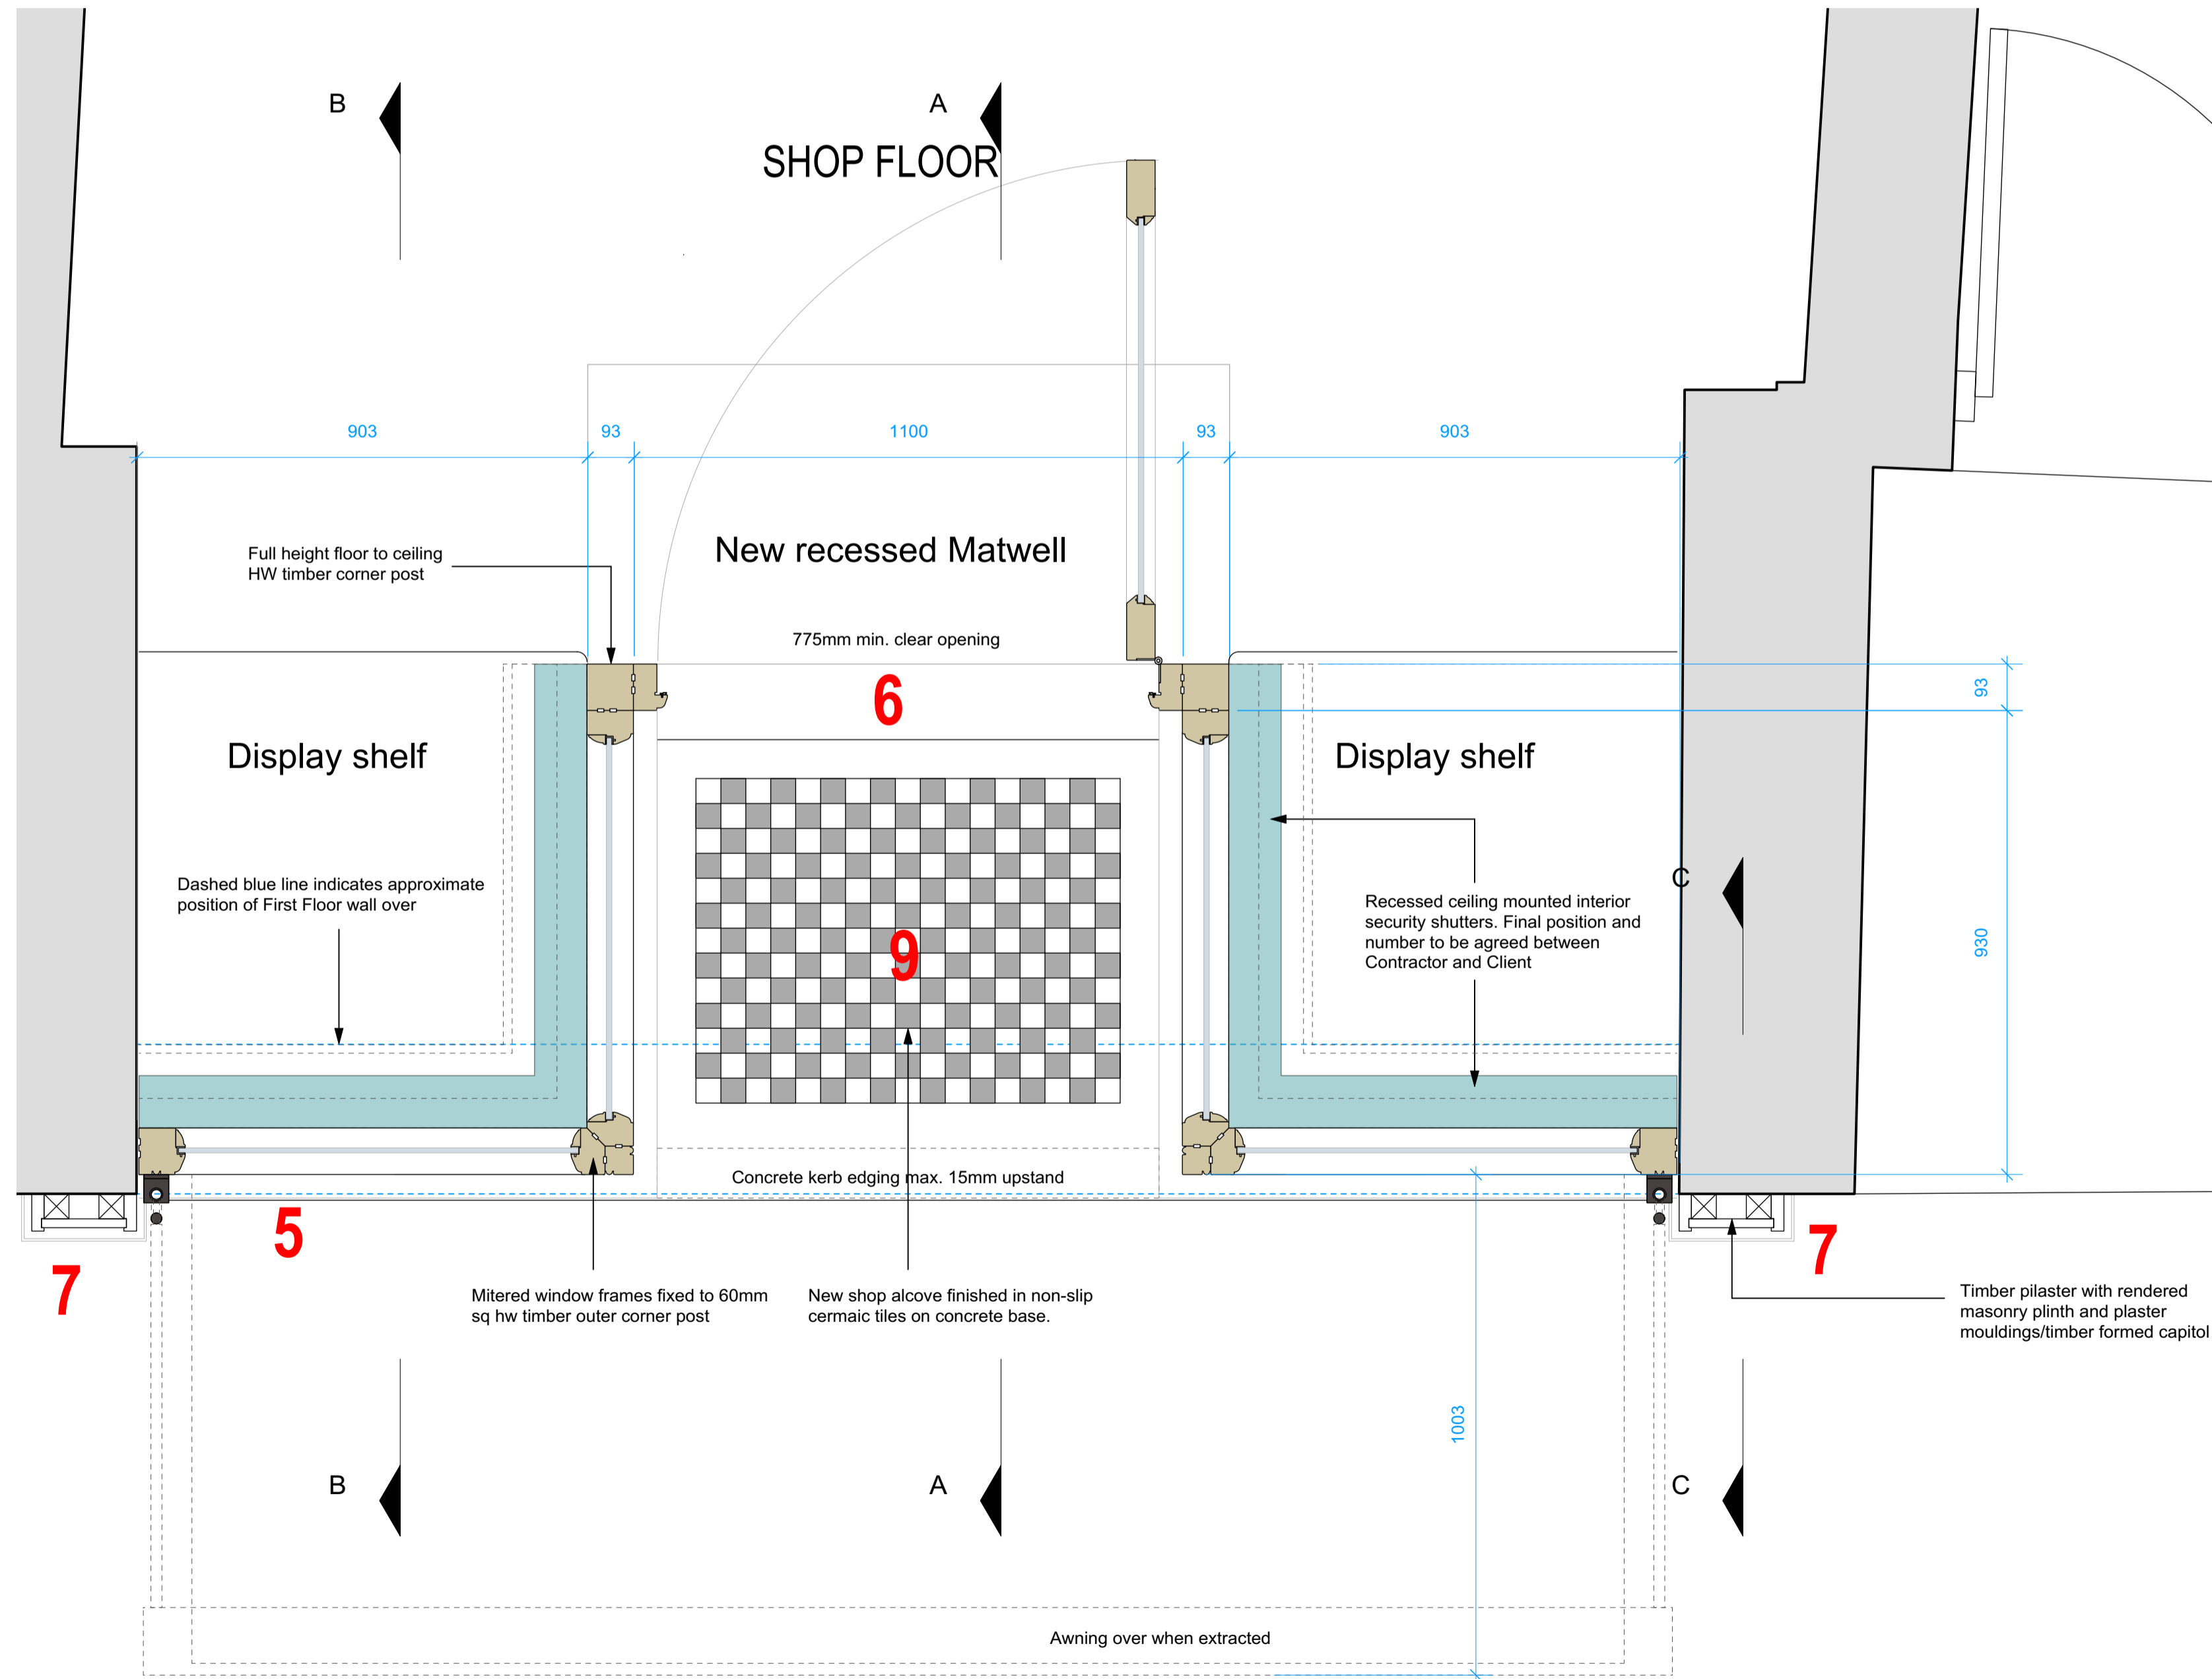 B
A
SHOP FLOOR
903
93
1100
93
903
Full height floor to ceiling
HW timber corner post
New recessed Matwell
775mm min. clear opening
6
93
Display shelf
Display shelf
Dashed blue line indicates approximate
position of First Floor wall over
C
Recessed ceiling mounted interior
security shutters. Final position and
number to be agreed between
Contractor and Client
9
930
Concrete kerb edging max. 15mm upstand
5
7
7
Mitered window frames fixed to 60mm
sq hw timber outer corner post
New shop alcove finished in non-slip
cermaic tiles on concrete base.
Timber pilaster with rendered
masonry plinth and plaster
mouldings/timber formed capitol
1003
B
A
C
Awning over when extracted